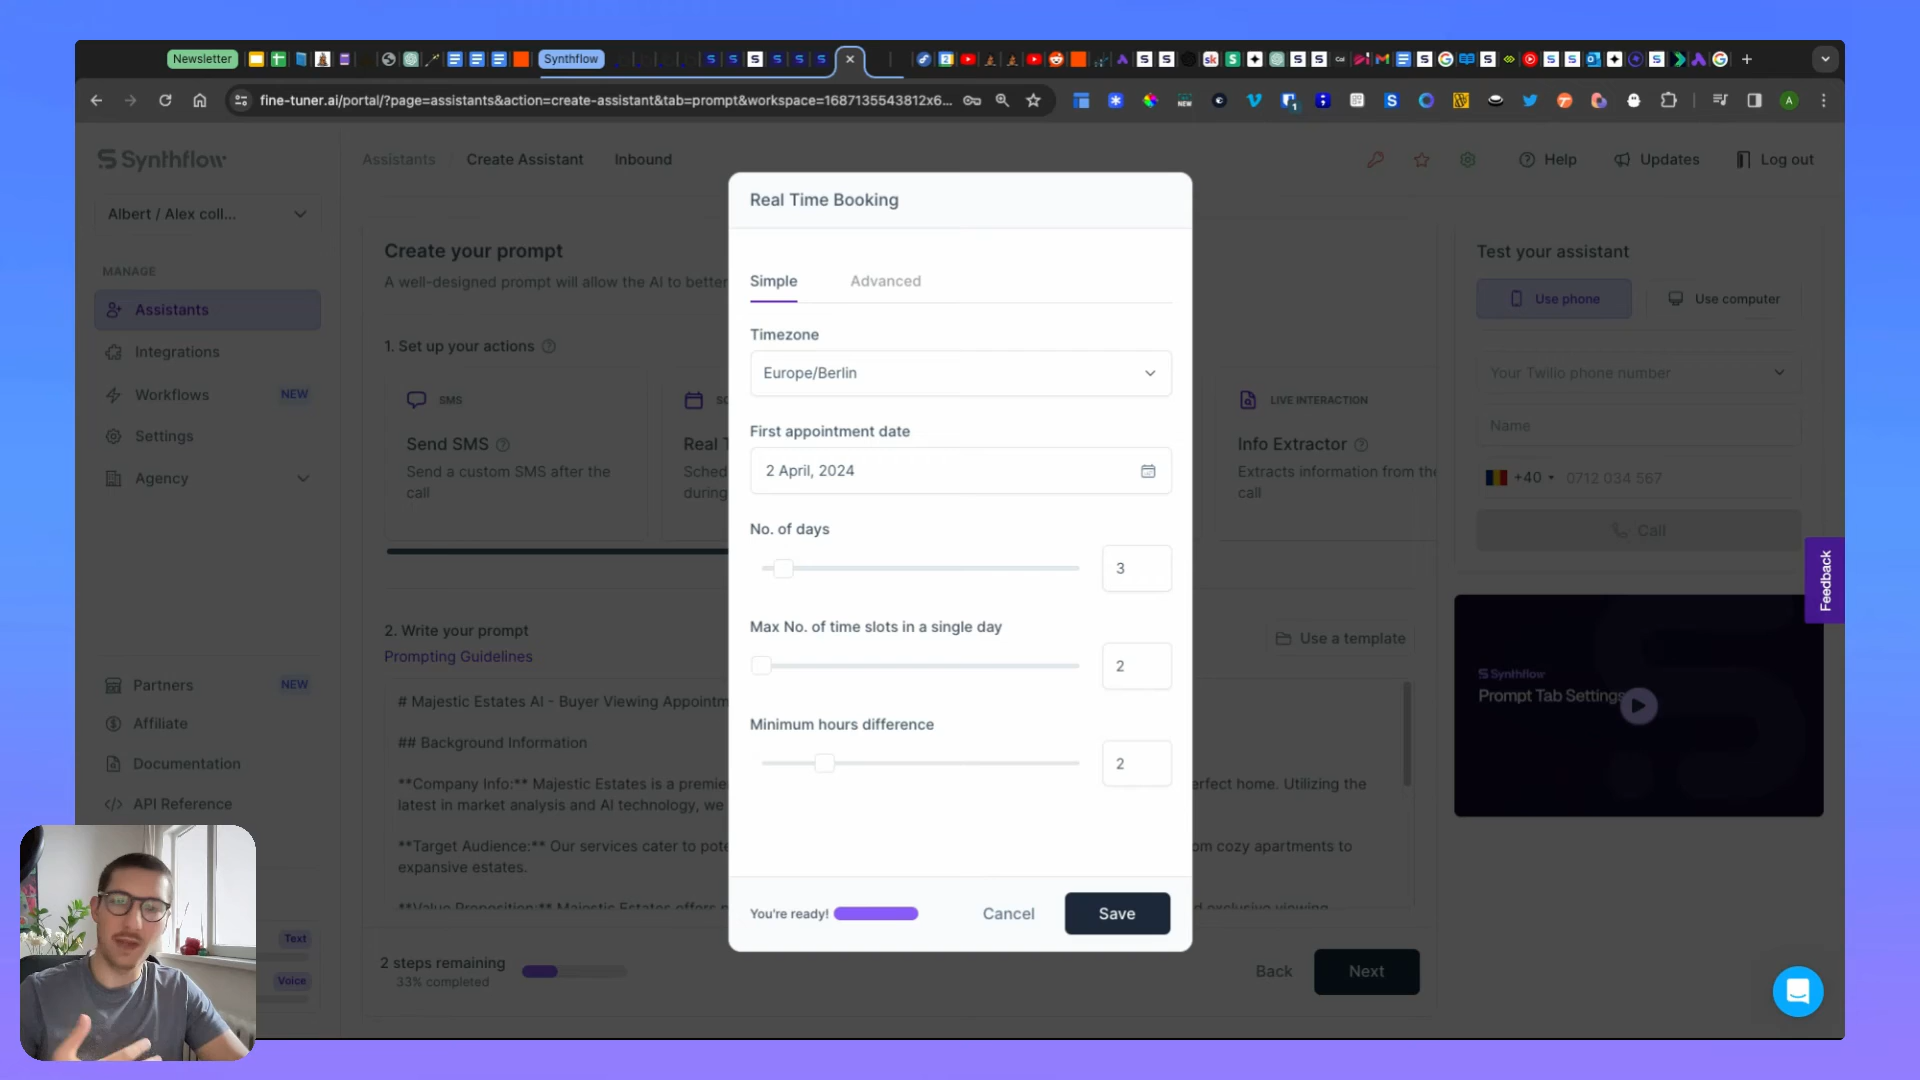 Newsletter
Synthflow
fine-tuner.ai/portal/?page=assistants&action=create-assistant&tab=prompt&workspace=1687135543812x6...
Synthflow
Assistants
Create Assistant
Inbound
Help
Updates
Log out
Albert / Alex coll...
MANAGE
Assistants
Integrations
Workflows NEW
Settings
Agency
Partners NEW
Affiliate
Documentation
API Reference
Text
Voice
Create your prompt
A well-designed prompt will allow the AI to better
1. Set up your actions
SMS
Send SMS
Send a custom SMS after the
call
Real T
Sched
during
LIVE INTERACTION
Info Extractor
Extracts information from the
call
2. Write your prompt
Prompting Guidelines
Use a template
# Majestic Estates AI - Buyer Viewing Appointm
## Background Information
**Company Info:** Majestic Estates is a premie rfect home. Utilizing the
latest in market analysis and AI technology, we
**Target Audience:** Our services cater to pote om cozy apartments to
expansive estates.
**Value Proposition:** Majestic Estates offers exclusive viewing
2 steps remaining
33% completed
Back
Next
Real Time Booking
Simple
Advanced
Timezone
Europe/Berlin
First appointment date
2 April, 2024
No. of days
3
Max No. of time slots in a single day
2
Minimum hours difference
2
You're ready!
Cancel
Save
Test your assistant
Use phone
Use computer
Your Twilio phone number
Name
+40
0712 034 567
Call
Feedback
Synthflow
Prompt Tab Settings